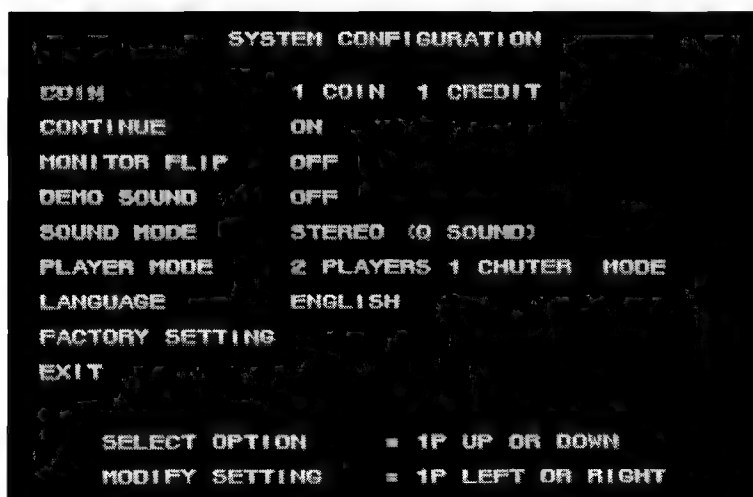 SYSTEM CONFIGURATION
COIN 1 COIN 1 CREDIT
CONTINUE ON
MONITOR FLIP OFF
DEMO SOUND OFF
SOUND MODE STEREO (Q SOUND)
PLAYER MODE 2 PLAYERS 1 CHUTER MODE
LANGUAGE ENGLISH
FACTORY SETTING
EXIT
SELECT OPTION = 1P UP OR DOWN
MODIFY SETTING = 1P LEFT OR RIGHT